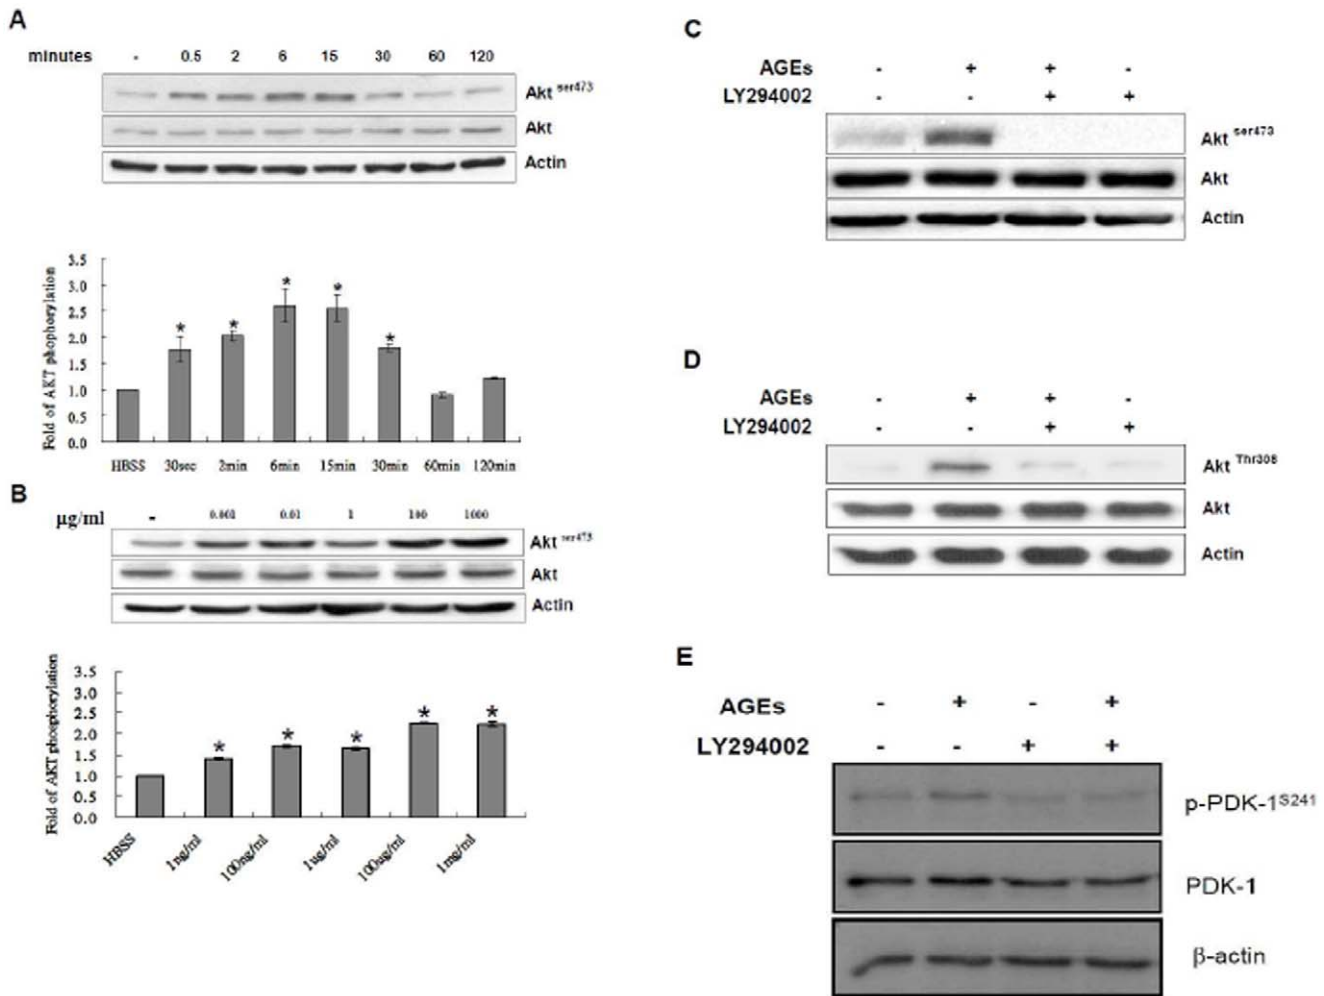 A
minutes - 0.5 2 6 15 30 60 120
Akt ser473
Akt
Actin
Fold of AKT phophorylation
3.5
3.0
2.5
2.0
1.5
1.0
0.5
0.0
* * * * *
HBSS 30sec 2min 6min 15min 30min 60min 120min
B
µg/ml - 0.001 0.01 1 100 1000
Akt ser473
Akt
Actin
Fold of AKT phosphorylation
3.5
3.0
2.5
2.0
1.5
1.0
0.5
0.0
* * * * *
HBSS 1ng/ml 100ng/ml 1ug/ml 100ug/ml 1mg/ml
C
AGEs - + + -
LY294002 - - + +
Akt ser473
Akt
Actin
D
AGEs - + + -
LY294002 - - + +
Akt Thr308
Akt
Actin
E
AGEs - + - +
LY294002 - - + +
p-PDK-1S241
PDK-1
β-actin